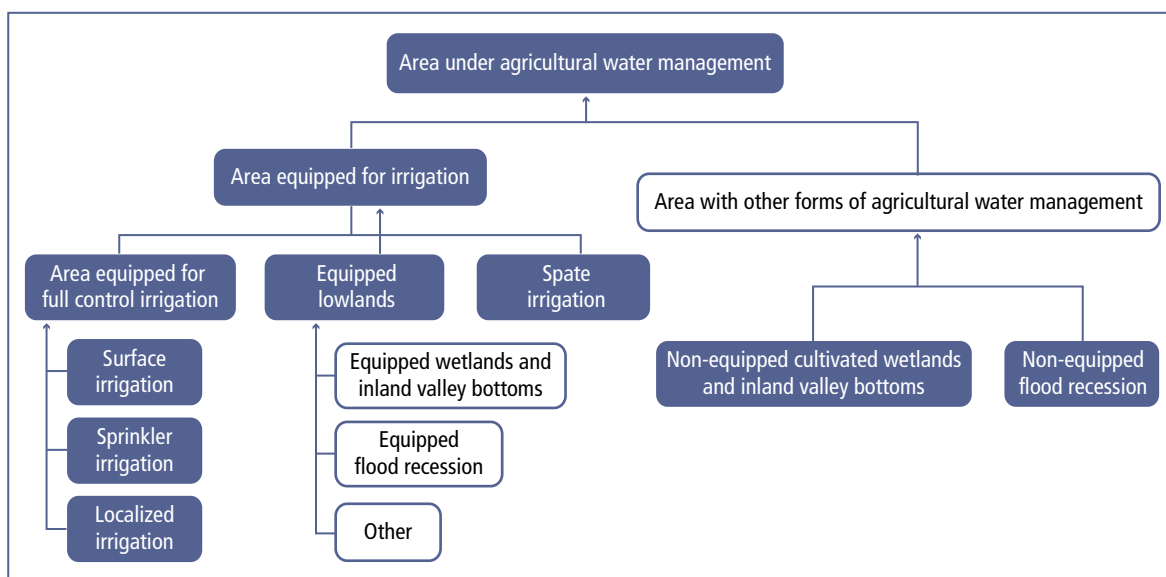 Area under agricultural water management
Area equipped for irrigation
Area with other forms of agricultural water management
Area equipped for
full control irrigation
Equipped
lowlands
Spate
irrigation
Surface
irrigation
Sprinkler
irrigation
Localized
irrigation
Equipped wetlands and
inland valley bottoms
Equipped
flood recession
Other
Non-equipped cultivated wetlands
and inland valley bottoms
Non-equipped
flood recession